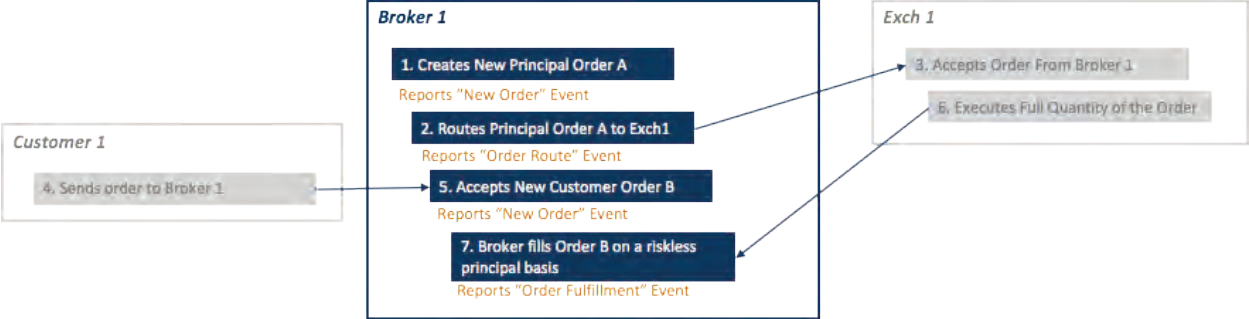 Broker 1
Exch 1
1. Creates New Principal Order A
Reports "New Order" Event
3. Accepts Order From Broker 1
6. Executes Full Quantity of the Order
2. Routes Principal Order A to Exch1
Reports "Order Route" Event
Customer 1
4. Sends order to Broker 1
5. Accepts New Customer Order B
Reports "New Order" Event
7. Broker fills Order B on a riskless
principal basis
Reports "Order Fulfillment" Event